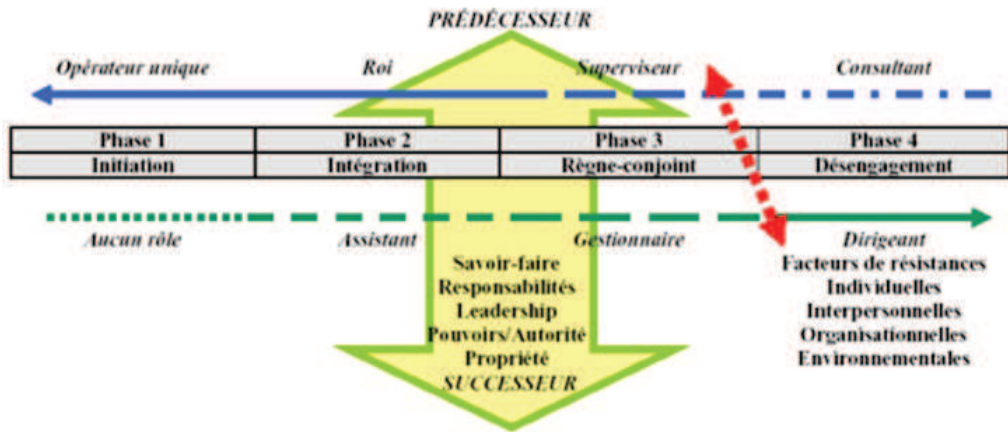 PRÉDÉCESSEUR
Opérateur unique Roi Superviseur Consultant
Phase 1 Phase 2 Phase 3 Phase 4
Initiation Intégration Règne-conjoint Désengagement
Aucun rôle Assistant Gestionnaire Dirigeant
Savoir-faire Facteurs de résistances
Responsabilités Individuelles
Leadership Interpersonnelles
Pouvoirs/Autorité Organisationnelles
Propriété Environnementales
SUCCESSEUR